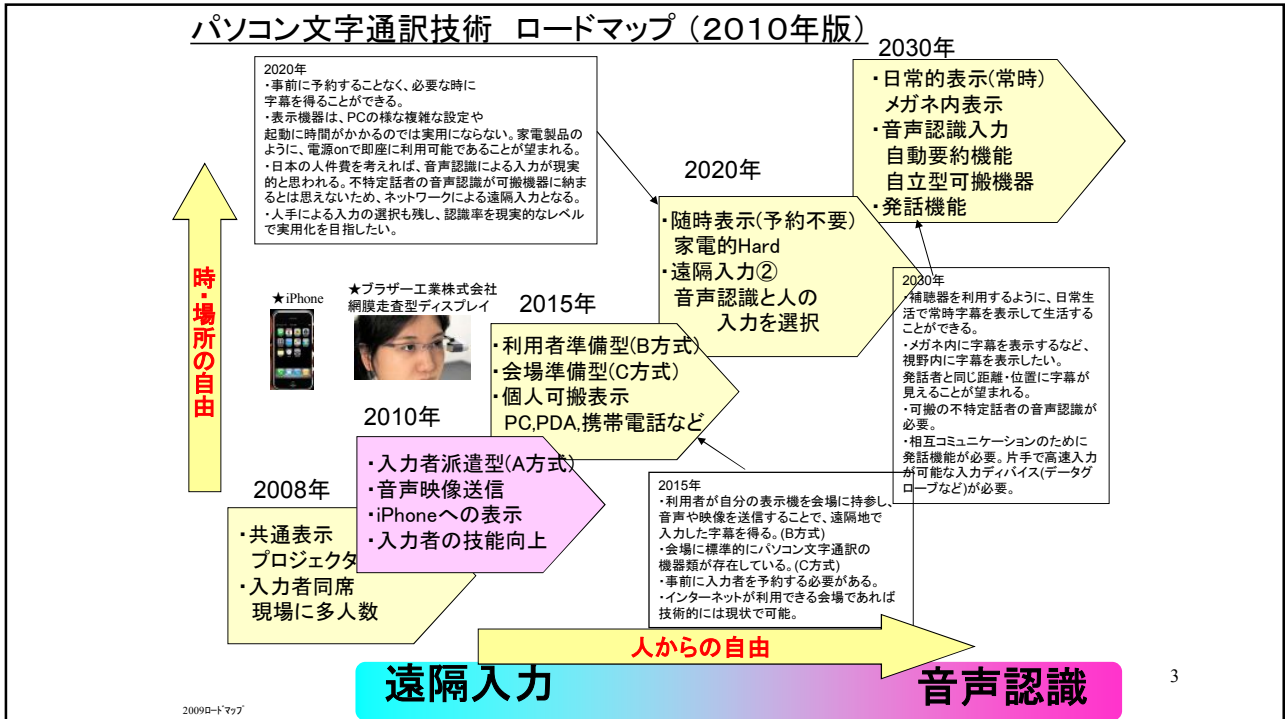 パソコン文字通訳技術 ロードマップ（２０１０年版）
2020年
・事前に予約することなく、必要な時に
字幕を得ることができる。
・表示機器は、PCの様な複雑な設定や
起動に時間がかかるのでは実用にならない。家電製品の
ように、電源onで即座に利用可能であることが望まれる。
・日本の人件費を考えれば、音声認識による入力が現実
的と思われる。不特定話者の音声認識が可搬機器に納ま
るとは思えないため、ネットワークによる遠隔入力となる。
・人手による入力の選択も残し、認識率を現実的なレベル
で実用化を目指したい。
2030年
・日常的表示(常時)
メガネ内表示
・音声認識入力
自動要約機能
自立型可搬機器
・発話機能
2020年
・随時表示(予約不要)
家電的Hard
・遠隔入力②
音声認識と人の
入力を選択
時・場所の自由
★iPhone
★ブラザー工業株式会社
網膜走査型ディスプレイ
2015年
・利用者準備型(B方式)
・会場準備型(C方式)
・個人可搬表示
PC,PDA,携帯電話など
2030年
・補聴器を利用するように、日常生
活で常時字幕を表示して生活する
ことができる。
・メガネ内に字幕を表示するなど、
視野内に字幕を表示したい。
発話者と同じ距離・位置に字幕が
見えることが望まれる。
・可搬の不特定話者の音声認識が
必要。
・相互コミュニケーションのために
発話機能が必要。片手で高速入力
が可能な入力ディバイス(データグ
ローブなど)が必要。
2010年
・入力者派遣型(A方式)
・音声映像送信
・iPhoneへの表示
・入力者の技能向上
2008年
・共通表示
プロジェクタ
・入力者同席
現場に多人数
2015年
・利用者が自分の表示機を会場に持参し、
音声や映像を送信することで、遠隔地で
入力した字幕を得る。(B方式)
・会場に標準的にパソコン文字通訳の
機器類が存在している。(C方式)
・事前に入力者を予約する必要がある。
・インターネットが利用できる会場であれば
技術的には現状で可能。
人からの自由
遠隔入力
音声認識
3
2009ﾛｰﾄﾞﾏｯﾌﾟ